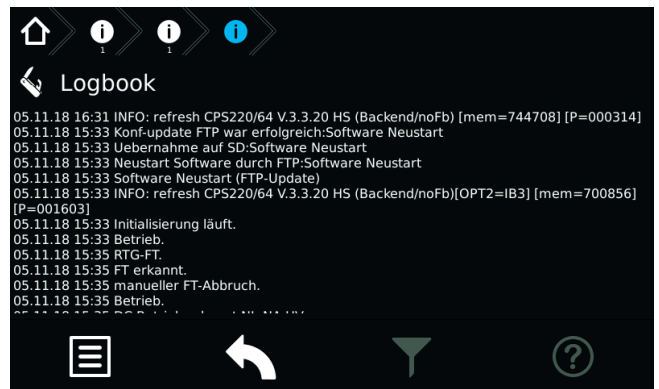 i i i
1 1
Logbook
05.11.18 16:31 INFO: refresh CPS220/64 V.3.3.20 HS (Backend/noFb) [mem=744708] [P=000314]
05.11.18 15:33 Konf-update FTP war erfolgreich:Software Neustart
05.11.18 15:33 Uebernahme auf SD:Software Neustart
05.11.18 15:33 Neustart Software durch FTP:Software Neustart
05.11.18 15:33 Software Neustart (FTP-Update)
05.11.18 15:33 INFO: refresh CPS220/64 V.3.3.20 HS (Backend/noFb)[OPT2=IB3] [mem=700856]
[P=001603]
05.11.18 15:33 Initialisierung läuft.
05.11.18 15:33 Betrieb.
05.11.18 15:35 RTG-FT.
05.11.18 15:35 FT erkannt.
05.11.18 15:35 manueller FT-Abbruch.
05.11.18 15:35 Betrieb.
?